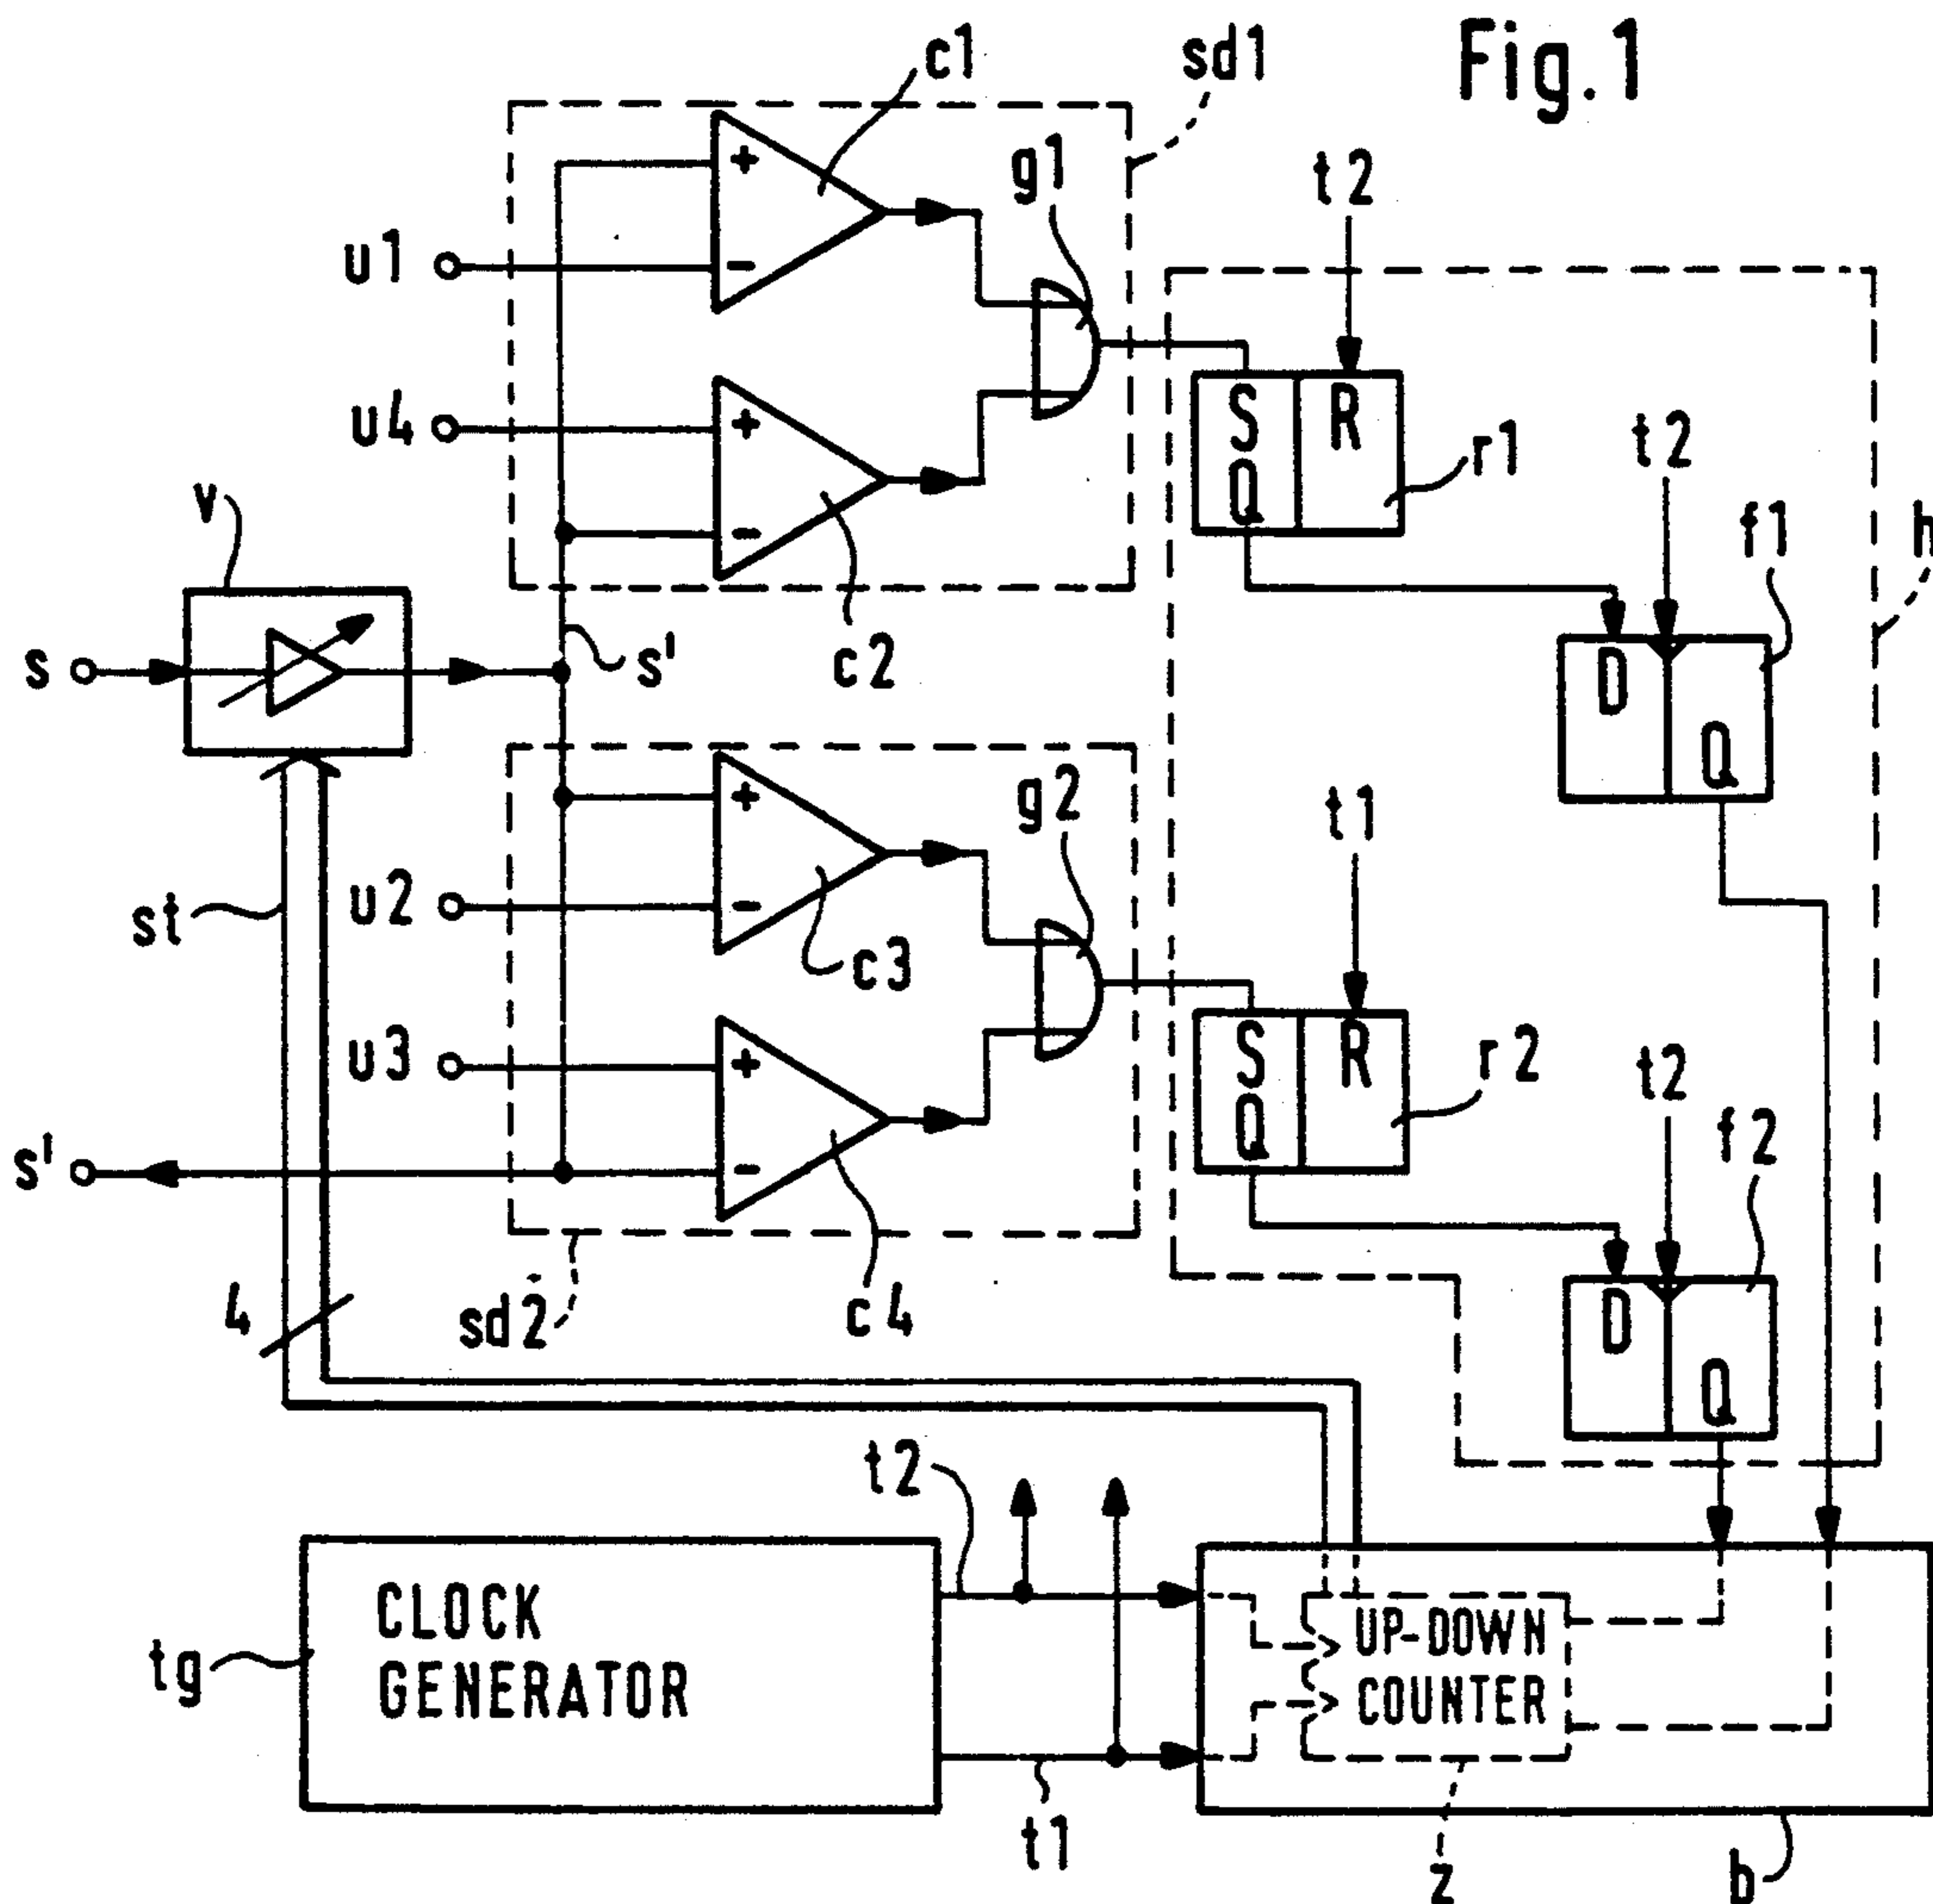 Fig.1
c1
sd1
+
g1
t2
u1
-
S R
Q
r1
u4
+
t2
-
f1
h
v
c2
s
s'
D
Q
+
g2
t1
u2
-
st
c3
u3
+
S R
Q
r2
t2
f2
s'
-
D
Q
4
sd2
c4
t2
CLOCK
GENERATOR
tg
UP-DOWN
COUNTER
t1
z
b